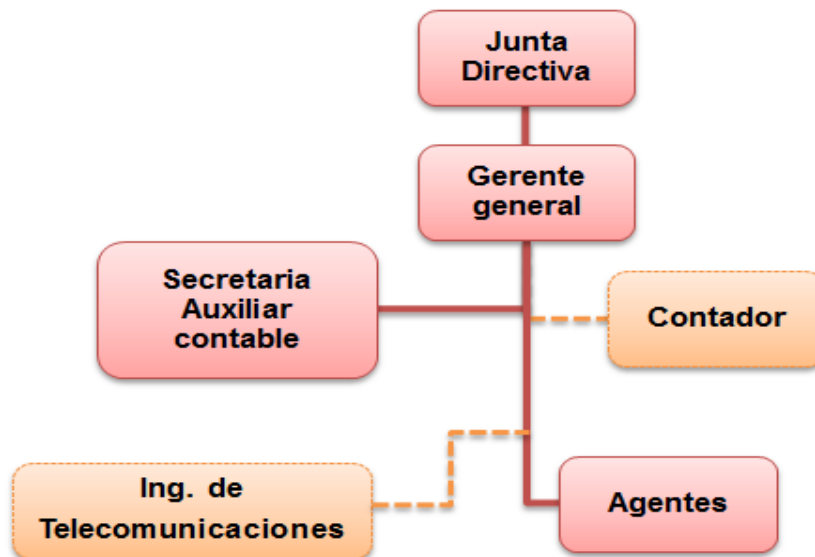 Junta
Directiva
Gerente
general
Secretaria
Auxiliar
contable
Contador
Ing. de
Telecomunicaciones
Agentes